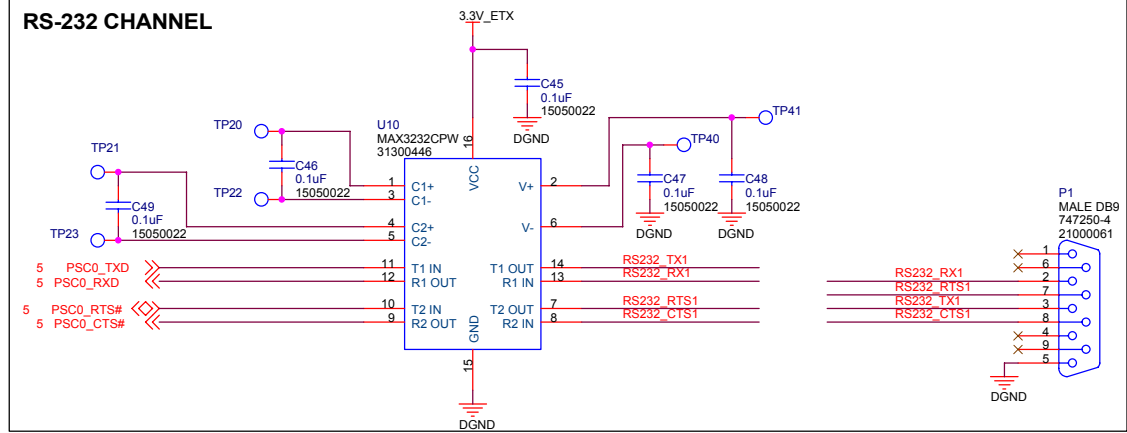 RS-232 CHANNEL
3.3V_ETX
C45
0.1uF
15050022
DGND
TP41
TP20
U10
MAX3232CPW
31300446
TP40
TP21
C46
0.1uF
15050022
TP22
16
VCC
1 C1+
3 C1-
V+ 2
C47
0.1uF
15050022
DGND
C48
0.1uF
15050022
DGND
P1
MALE DB9
747250-4
21000061
C49
0.1uF
15050022
TP23
4 C2+
5 C2-
V- 6
5 PSC0_TXD 11 T1 IN T1 OUT 14 RS232_TX1
5 PSC0_RXD 12 R1 OUT R1 IN 13 RS232_RX1
5 PSC0_RTS# 10 T2 IN T2 OUT 7 RS232_RTS1
5 PSC0_CTS# 9 R2 OUT R2 IN 8 RS232_CTS1
GND
15
DGND
1
6
RS232_RX1 2
RS232_RTS1 7
RS232_TX1 3
RS232_CTS1 8
4
9
5
DGND